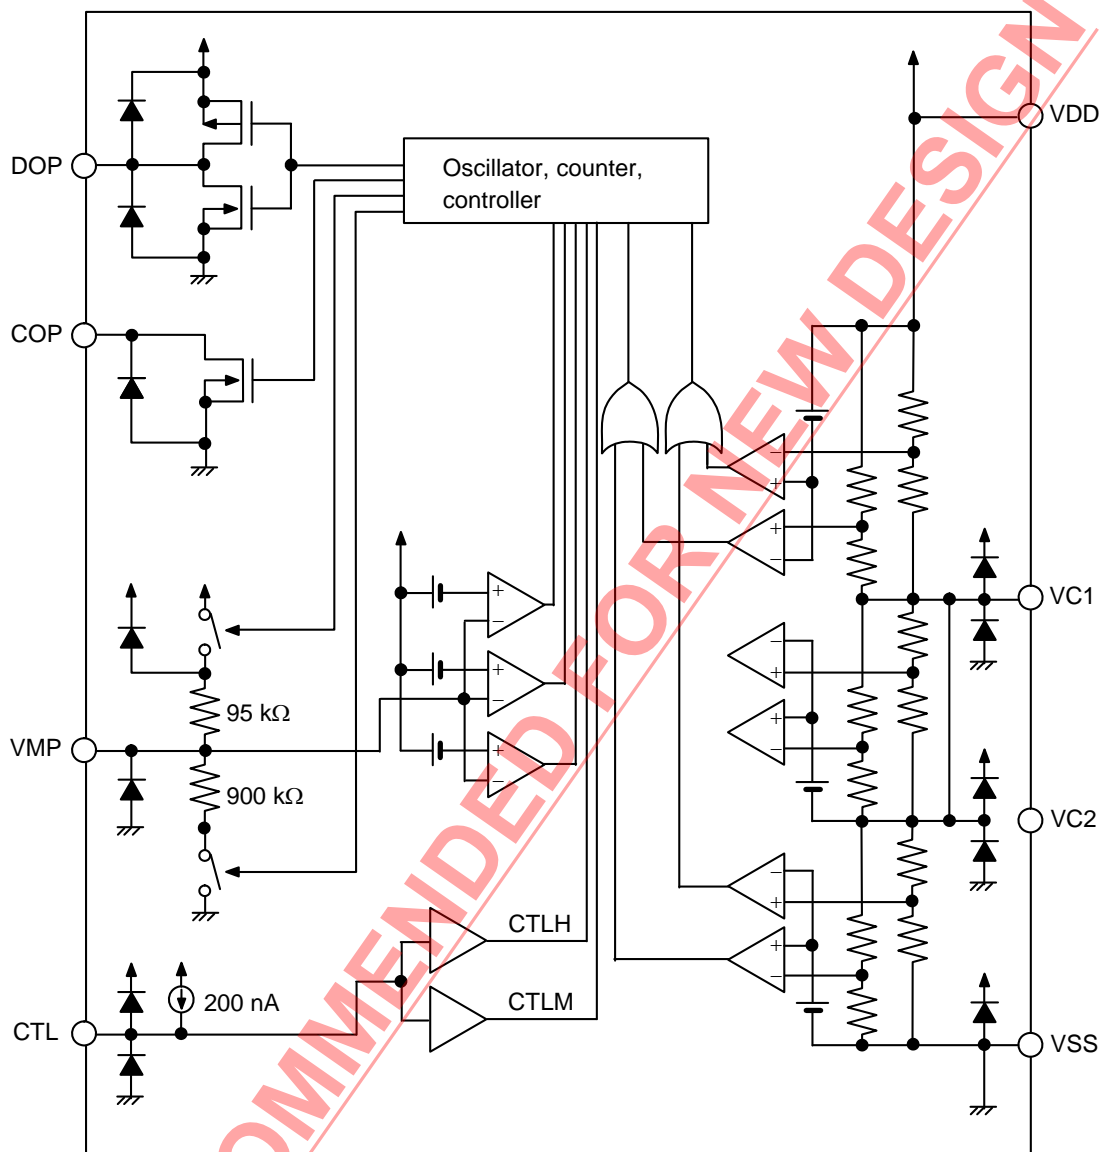 VDD
DOP
Oscillator, counter,
controller
COP
VC1
95 kΩ
VMP
900 kΩ
VC2
CTLH
200 nA
CTLM
CTL
VSS
+
−
+
−
+
−
−
+
+
−
−
+
+
−
−
+
+
−
OMMENDED FOR NEW DESIGN